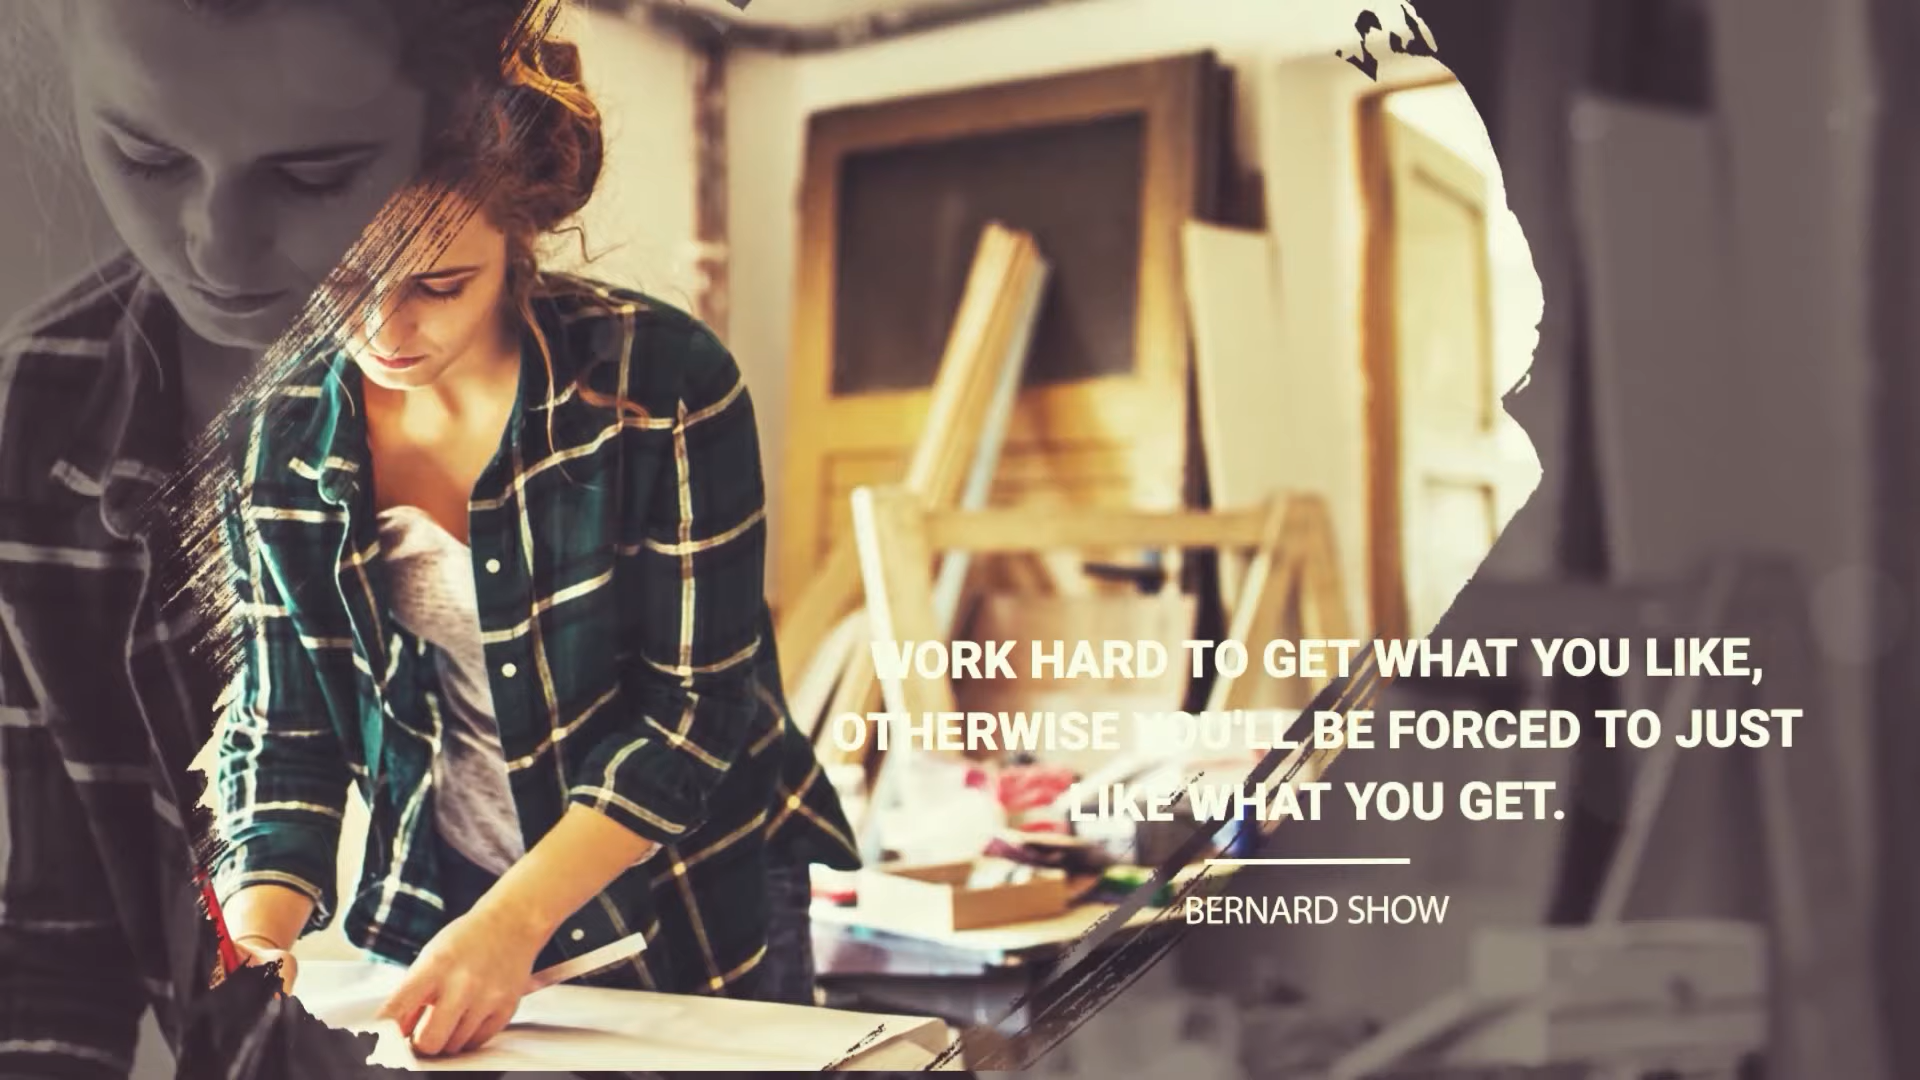 WORK HARD TO GET WHAT YOU LIKE,
OTHERWISE YOU'LL BE FORCED TO JUST
LIKE WHAT YOU GET.
BERNARD SHOW